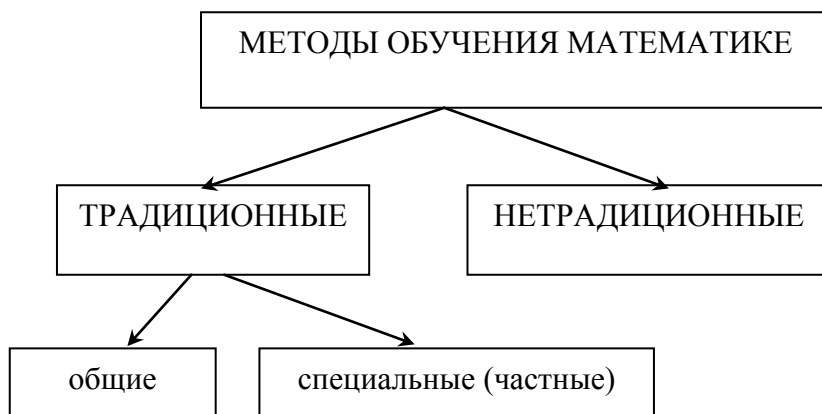 МЕТОДЫ ОБУЧЕНИЯ МАТЕМАТИКЕ
ТРАДИЦИОННЫЕ
НЕТРАДИЦИОННЫЕ
общие
специальные (частные)